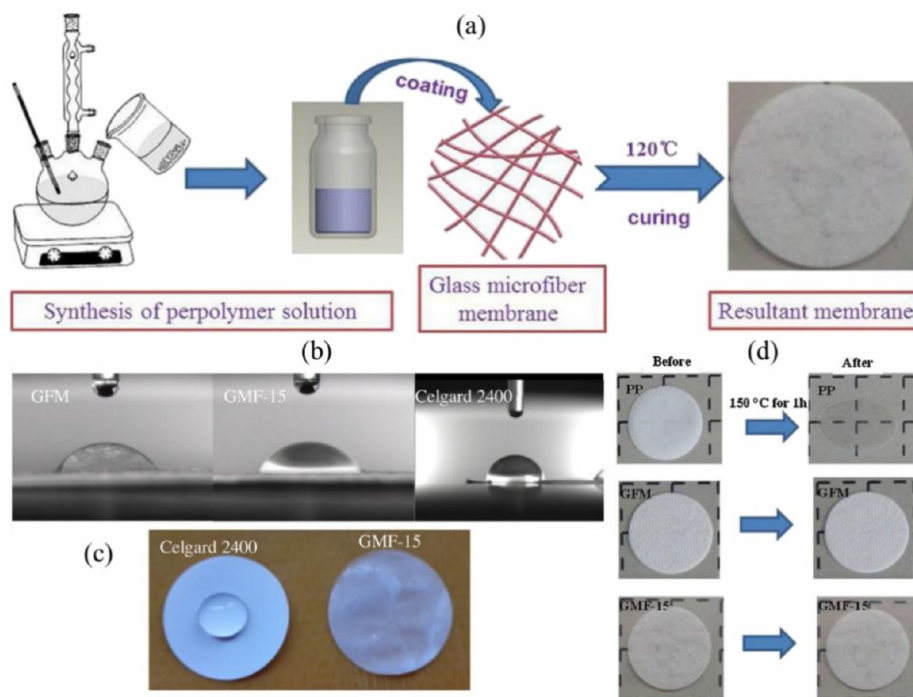 (a)
coating
120℃
curing
Synthesis of perpolymer solution
Glass microfiber
membrane
Resultant membrane
(b)
GFM
GMF-15
Celgard 2400
(c)
Celgard 2400
GMF-15
(d)
Before
After
PP
150 °C for 1h
PP
GFM
GFM
GMF-15
GMF-15